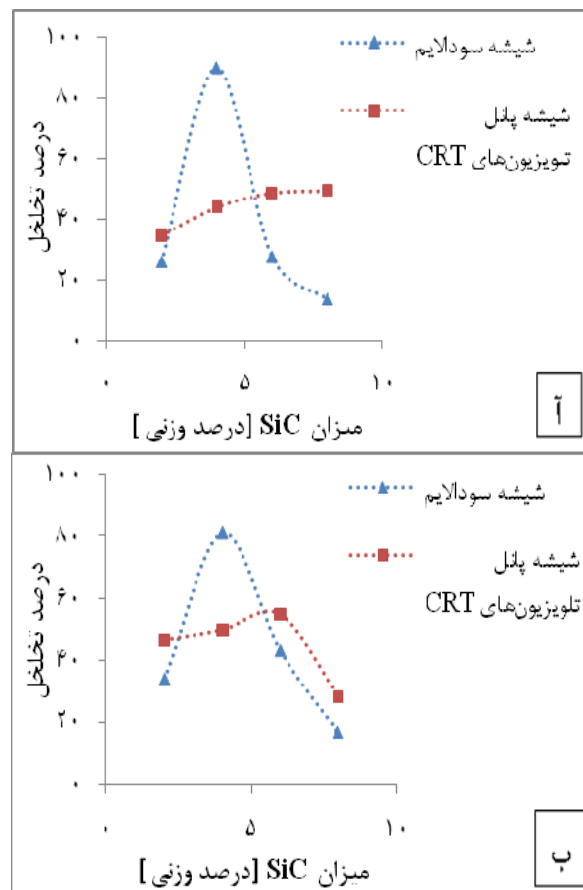 ۱۰۰
۸۰
۶۰
۴۰
۲۰
۰
درصد تخلخل
شیشه سودالایم
شیشه پانل
تنویزیون‌های CRT
۰ ۵ ۱۰
میزان SiC [درصد وزنی]
آ
۱۰۰
۸۰
۶۰
۴۰
۲۰
۰
درصد تخلخل
شیشه سودالایم
شیشه پانل
تلویزیون‌های CRT
۰ ۵ ۱۰
میزان SiC [درصد وزنی]
ب